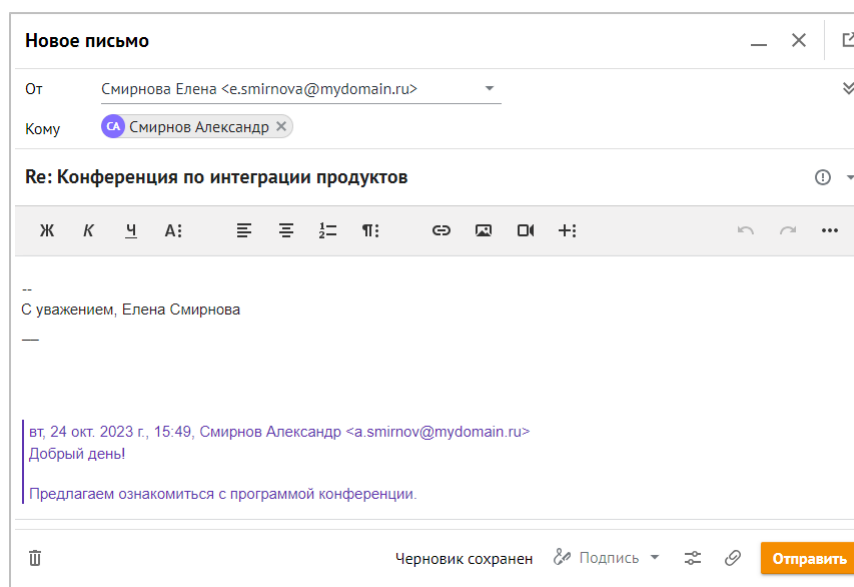 Новое письмо
От Смирнова Елена <e.smirnova@mydomain.ru>
Кому СА Смирнов Александр
Re: Конференция по интеграции продуктов
Ж К Ч А
--
С уважением, Елена Смирнова
__
вт, 24 окт. 2023 г., 15:49, Смирнов Александр <a.smirnov@mydomain.ru>
Добрый день!
Предлагаем ознакомиться с программой конференции.
Черновик сохранен Подпись Отправить